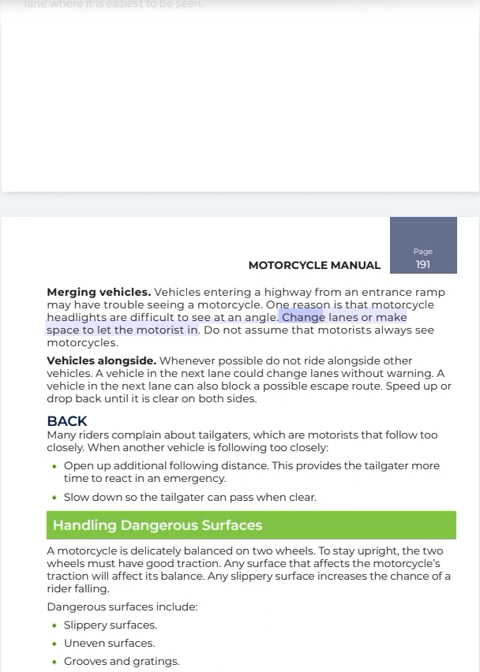 lane where it is easiest to be seen.
Page
191
MOTORCYCLE MANUAL
Merging vehicles. Vehicles entering a highway from an entrance ramp
may have trouble seeing a motorcycle. One reason is that motorcycle
headlights are difficult to see at an angle. Change lanes or make
space to let the motorist in. Do not assume that motorists always see
motorcycles.
Vehicles alongside. Whenever possible do not ride alongside other
vehicles. A vehicle in the next lane could change lanes without warning. A
vehicle in the next lane can also block a possible escape route. Speed up or
drop back until it is clear on both sides.
BACK
Many riders complain about tailgaters, which are motorists that follow too
closely. When another vehicle is following too closely:
• Open up additional following distance. This provides the tailgater more
time to react in an emergency.
• Slow down so the tailgater can pass when clear.
Handling Dangerous Surfaces
A motorcycle is delicately balanced on two wheels. To stay upright, the two
wheels must have good traction. Any surface that affects the motorcycle's
traction will affect its balance. Any slippery surface increases the chance of a
rider falling.
Dangerous surfaces include:
• Slippery surfaces.
• Uneven surfaces.
• Grooves and gratings.